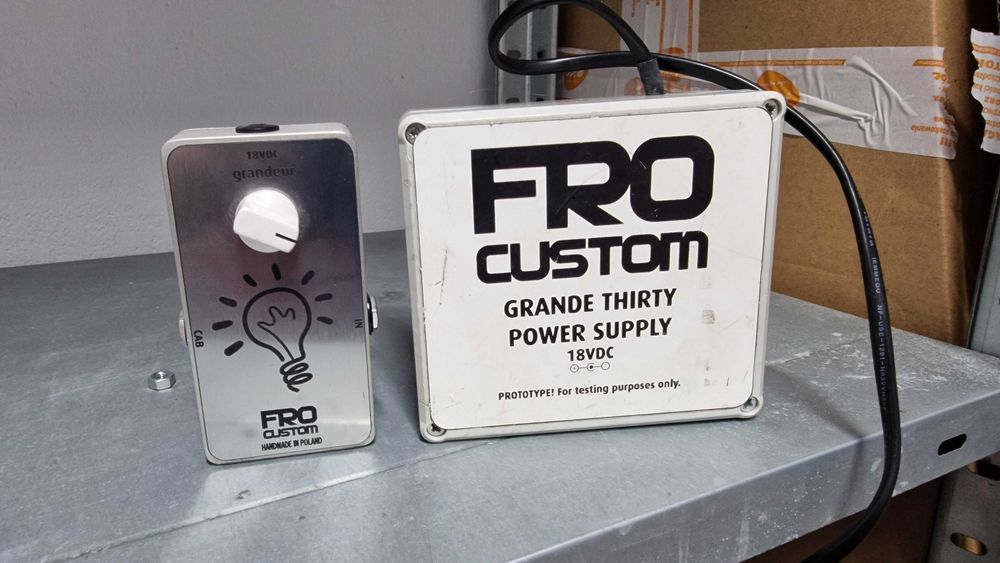 18VDC
grandeur
CAB
IN
FRO
CUSTOM
HANDMADE IN POLAND
FRO
CUSTOM
GRANDE THIRTY
POWER SUPPLY
18VDC
PROTOTYPE! For testing purposes only.